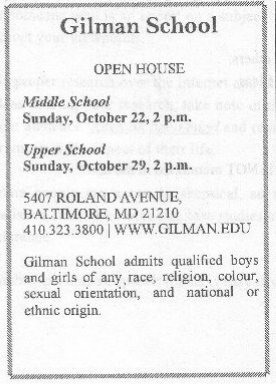 Gilman School
OPEN HOUSE
Middle School
Sunday, October 22, 2 p.m.
Upper School
Sunday, October 29, 2 p.m.
5407 ROLAND AVENUE,
BALTIMORE, MD 21210
410.323.3800 | WWW.GILMAN.EDU
Gilman School admits qualified boys
and girls of any race, religion, colour,
sexual orientation, and national or
ethnic origin.